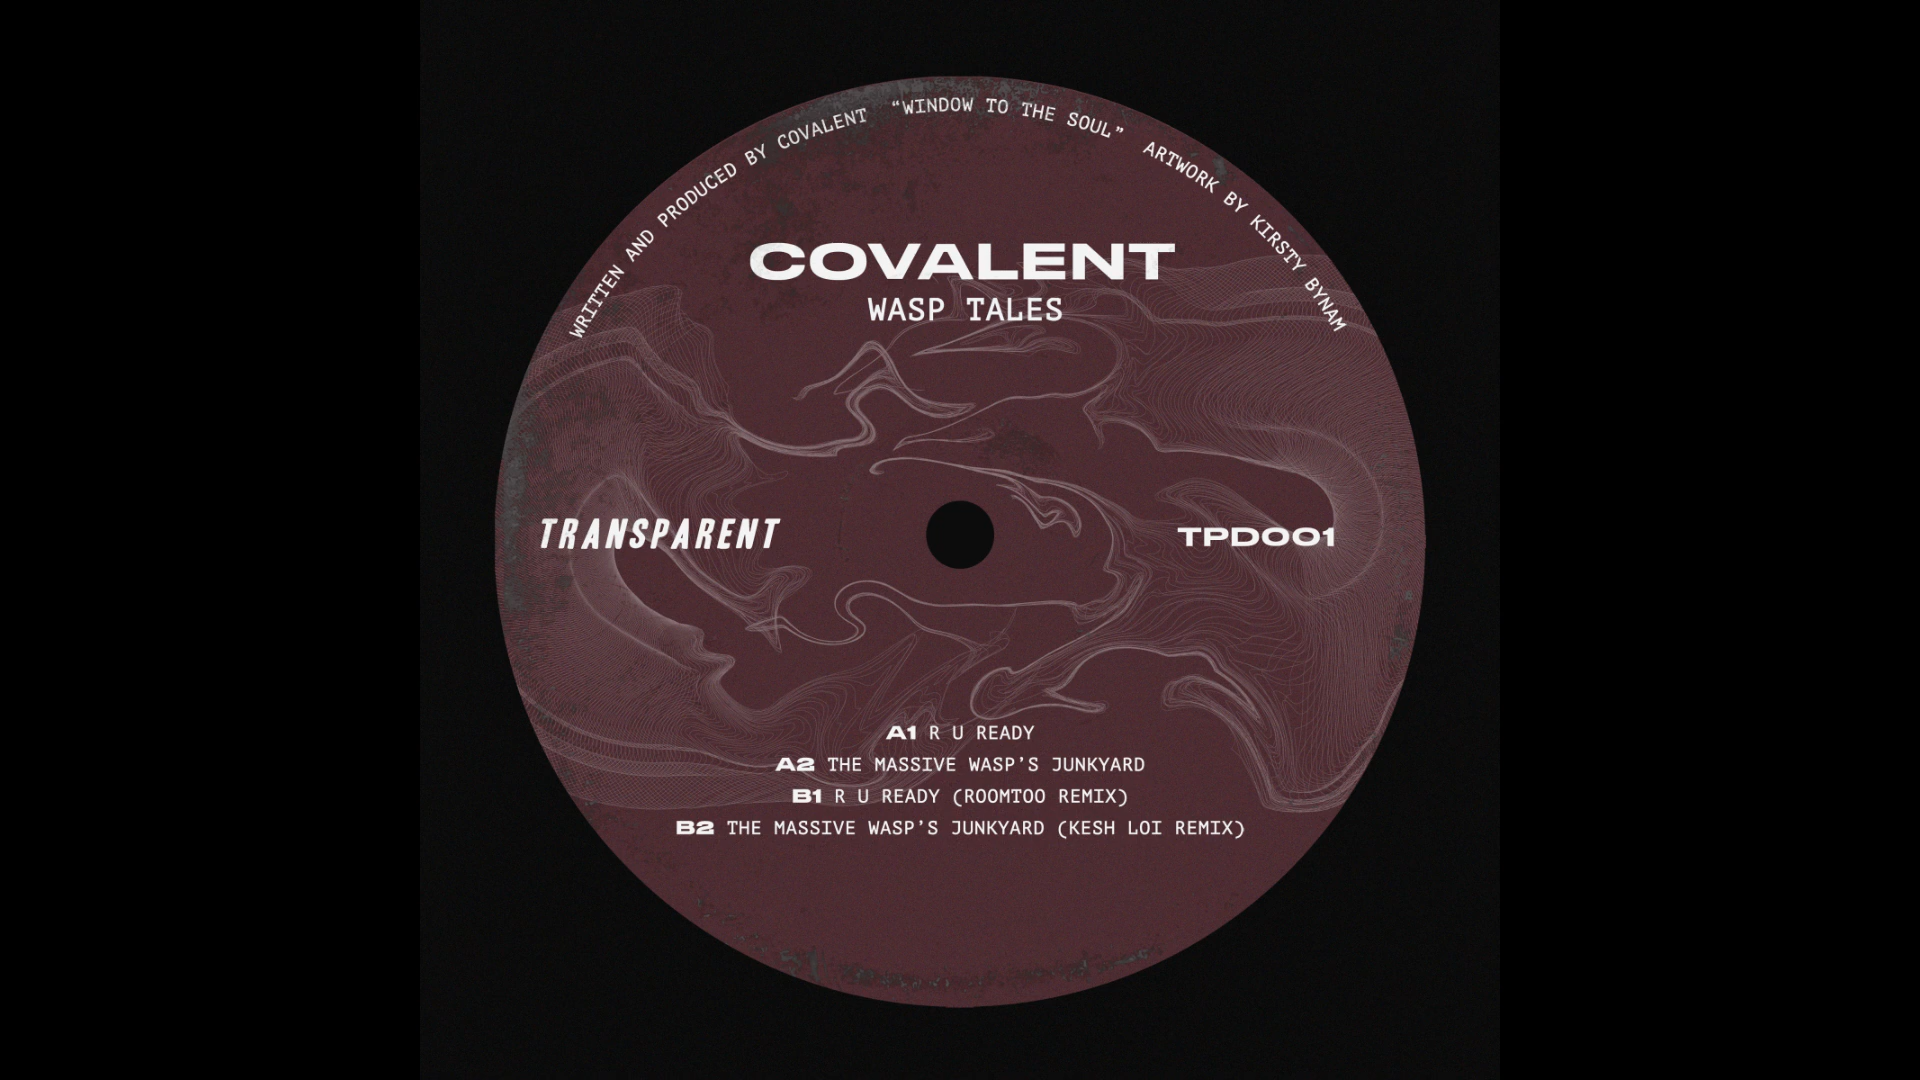 WRITTEN AND PRODUCED BY COVALENT “WINDOW TO THE SOUL” ARTWORK BY KIRSTY BYNAM
COVALENT
WASP TALES
TRANSPARENT
TPD001
A1 R U READY
A2 THE MASSIVE WASP’S JUNKYARD
B1 R U READY (ROOMTOO REMIX)
B2 THE MASSIVE WASP’S JUNKYARD (KESH LOI REMIX)